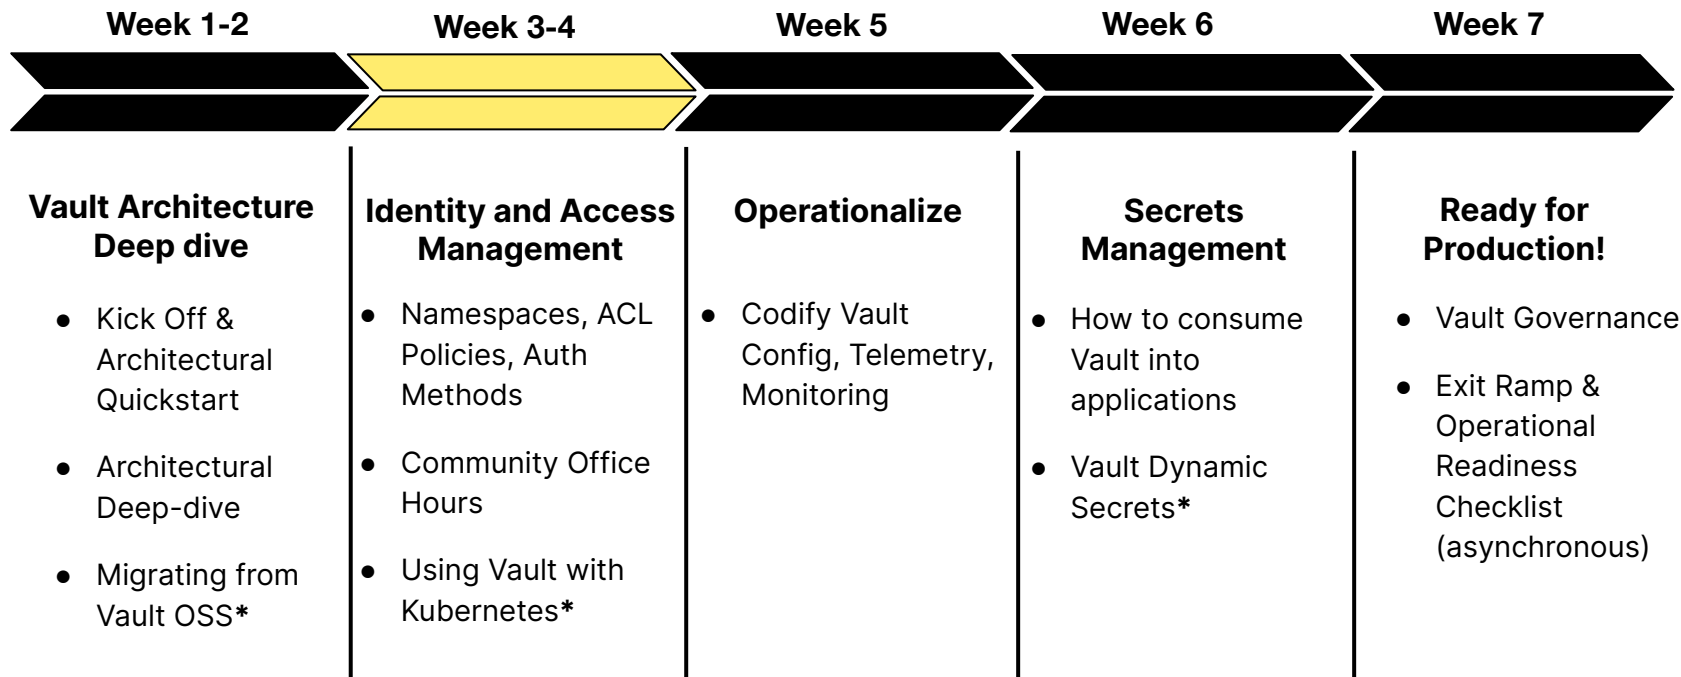 Week 1-2
Week 3-4
Week 5
Week 6
Week 7
Vault Architecture
Deep dive
● Kick Off &
Architectural
Quickstart
● Architectural
Deep-dive
● Migrating from
Vault OSS*
Identity and Access
Management
● Namespaces, ACL
Policies, Auth
Methods
● Community Office
Hours
● Using Vault with
Kubernetes*
Operationalize
● Codify Vault
Config, Telemetry,
Monitoring
Secrets
Management
● How to consume
Vault into
applications
● Vault Dynamic
Secrets*
Ready for
Production!
● Vault Governance
● Exit Ramp &
Operational
Readiness
Checklist
(asynchronous)